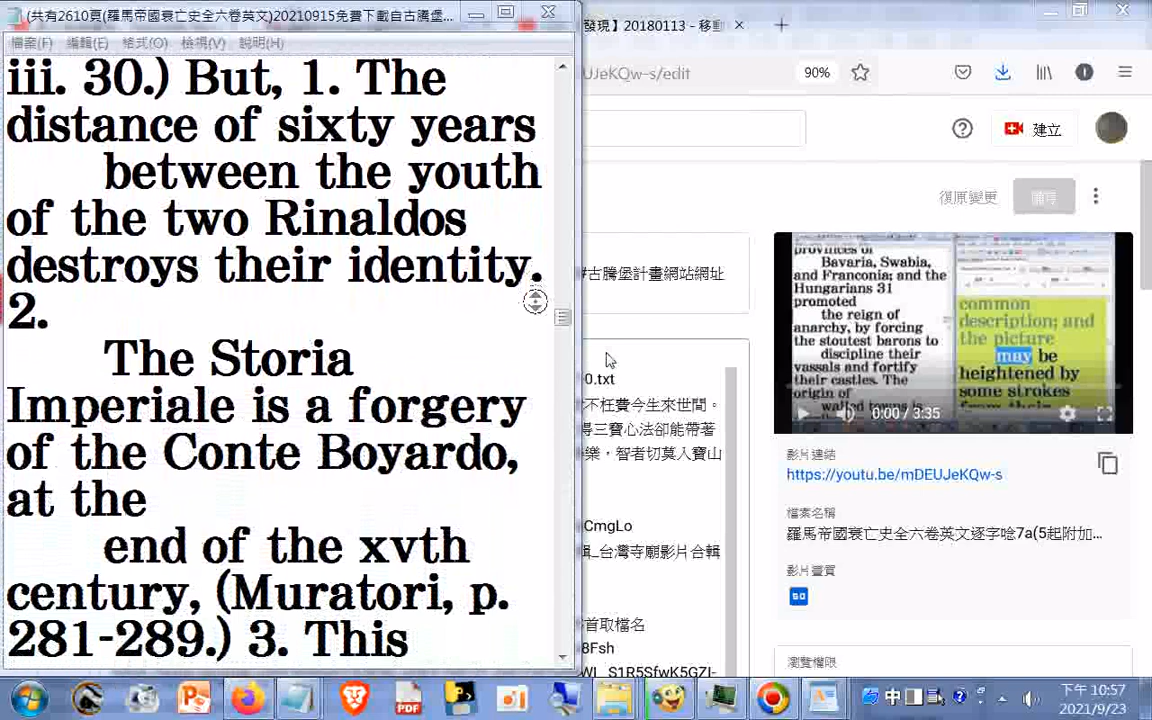 (共有2610頁(羅馬帝國衰亡史全六卷英文)20210915免費下載自古騰堡...
檔案(F) 編輯(E) 格式(O) 檢視(V) 說明(H)
iii. 30.) But, 1. The
distance of sixty years
between the youth
of the two Rinaldos
destroys their identity.
2.
The Storia
Imperiale is a forgery
of the Conte Boyardo,
at the
end of the xvth
century, (Muratori, p.
281-289.) 3. This
發現】20180113 - 移動
UJeKQw-s/edit
90%
建立
復原變更
儲存
#古騰堡計畫網站網址
0.txt
不枉費今生來世間。
得三寶心法卻能帶著
樂，智者切莫入寶山
CmgLo
_台灣寺廟影片合輯
首取檔名
8Fsh
WI_S1R5SfwK5GZI-
provinces of
Bavaria, Swabia,
and Franconia; and the
Hungarians 31
promoted
the reign of
anarchy, by forcing
the stoutest barons to
discipline their
vassals and fortify
their castles. The
origin of
walled towns is
common
description; and
the picture
may be
heightened by
some strokes
0:00 / 3:35
影片連結
https://youtu.be/mDEUJeKQw-s
檔案名稱
羅馬帝國衰亡史全六卷英文逐字唸7a(5起附加...
影片畫質
瀏覽權限
中
下午 10:57
2021/9/23